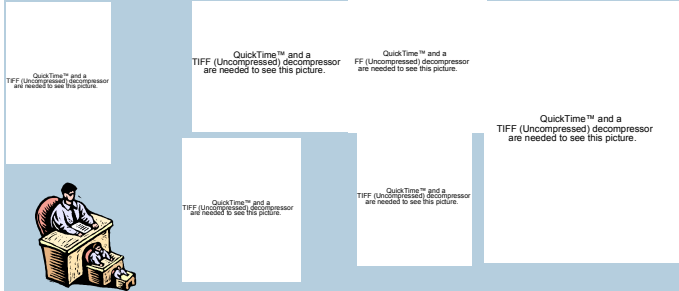 QuickTime™ and a
TIFF (Uncompressed) decompressor
are needed to see this picture.
QuickTime™ and a
TIFF (Uncompressed) decompressor
are needed to see this picture.
QuickTime™ and a
FF (Uncompressed) decompressor
are needed to see this picture.
QuickTime™ and a
TIFF (Uncompressed) decompressor
are needed to see this picture.
QuickTime™ and a
TIFF (Uncompressed) decompressor
are needed to see this picture.
QuickTime™ and a
TIFF (Uncompressed) decompressor
are needed to see this picture.